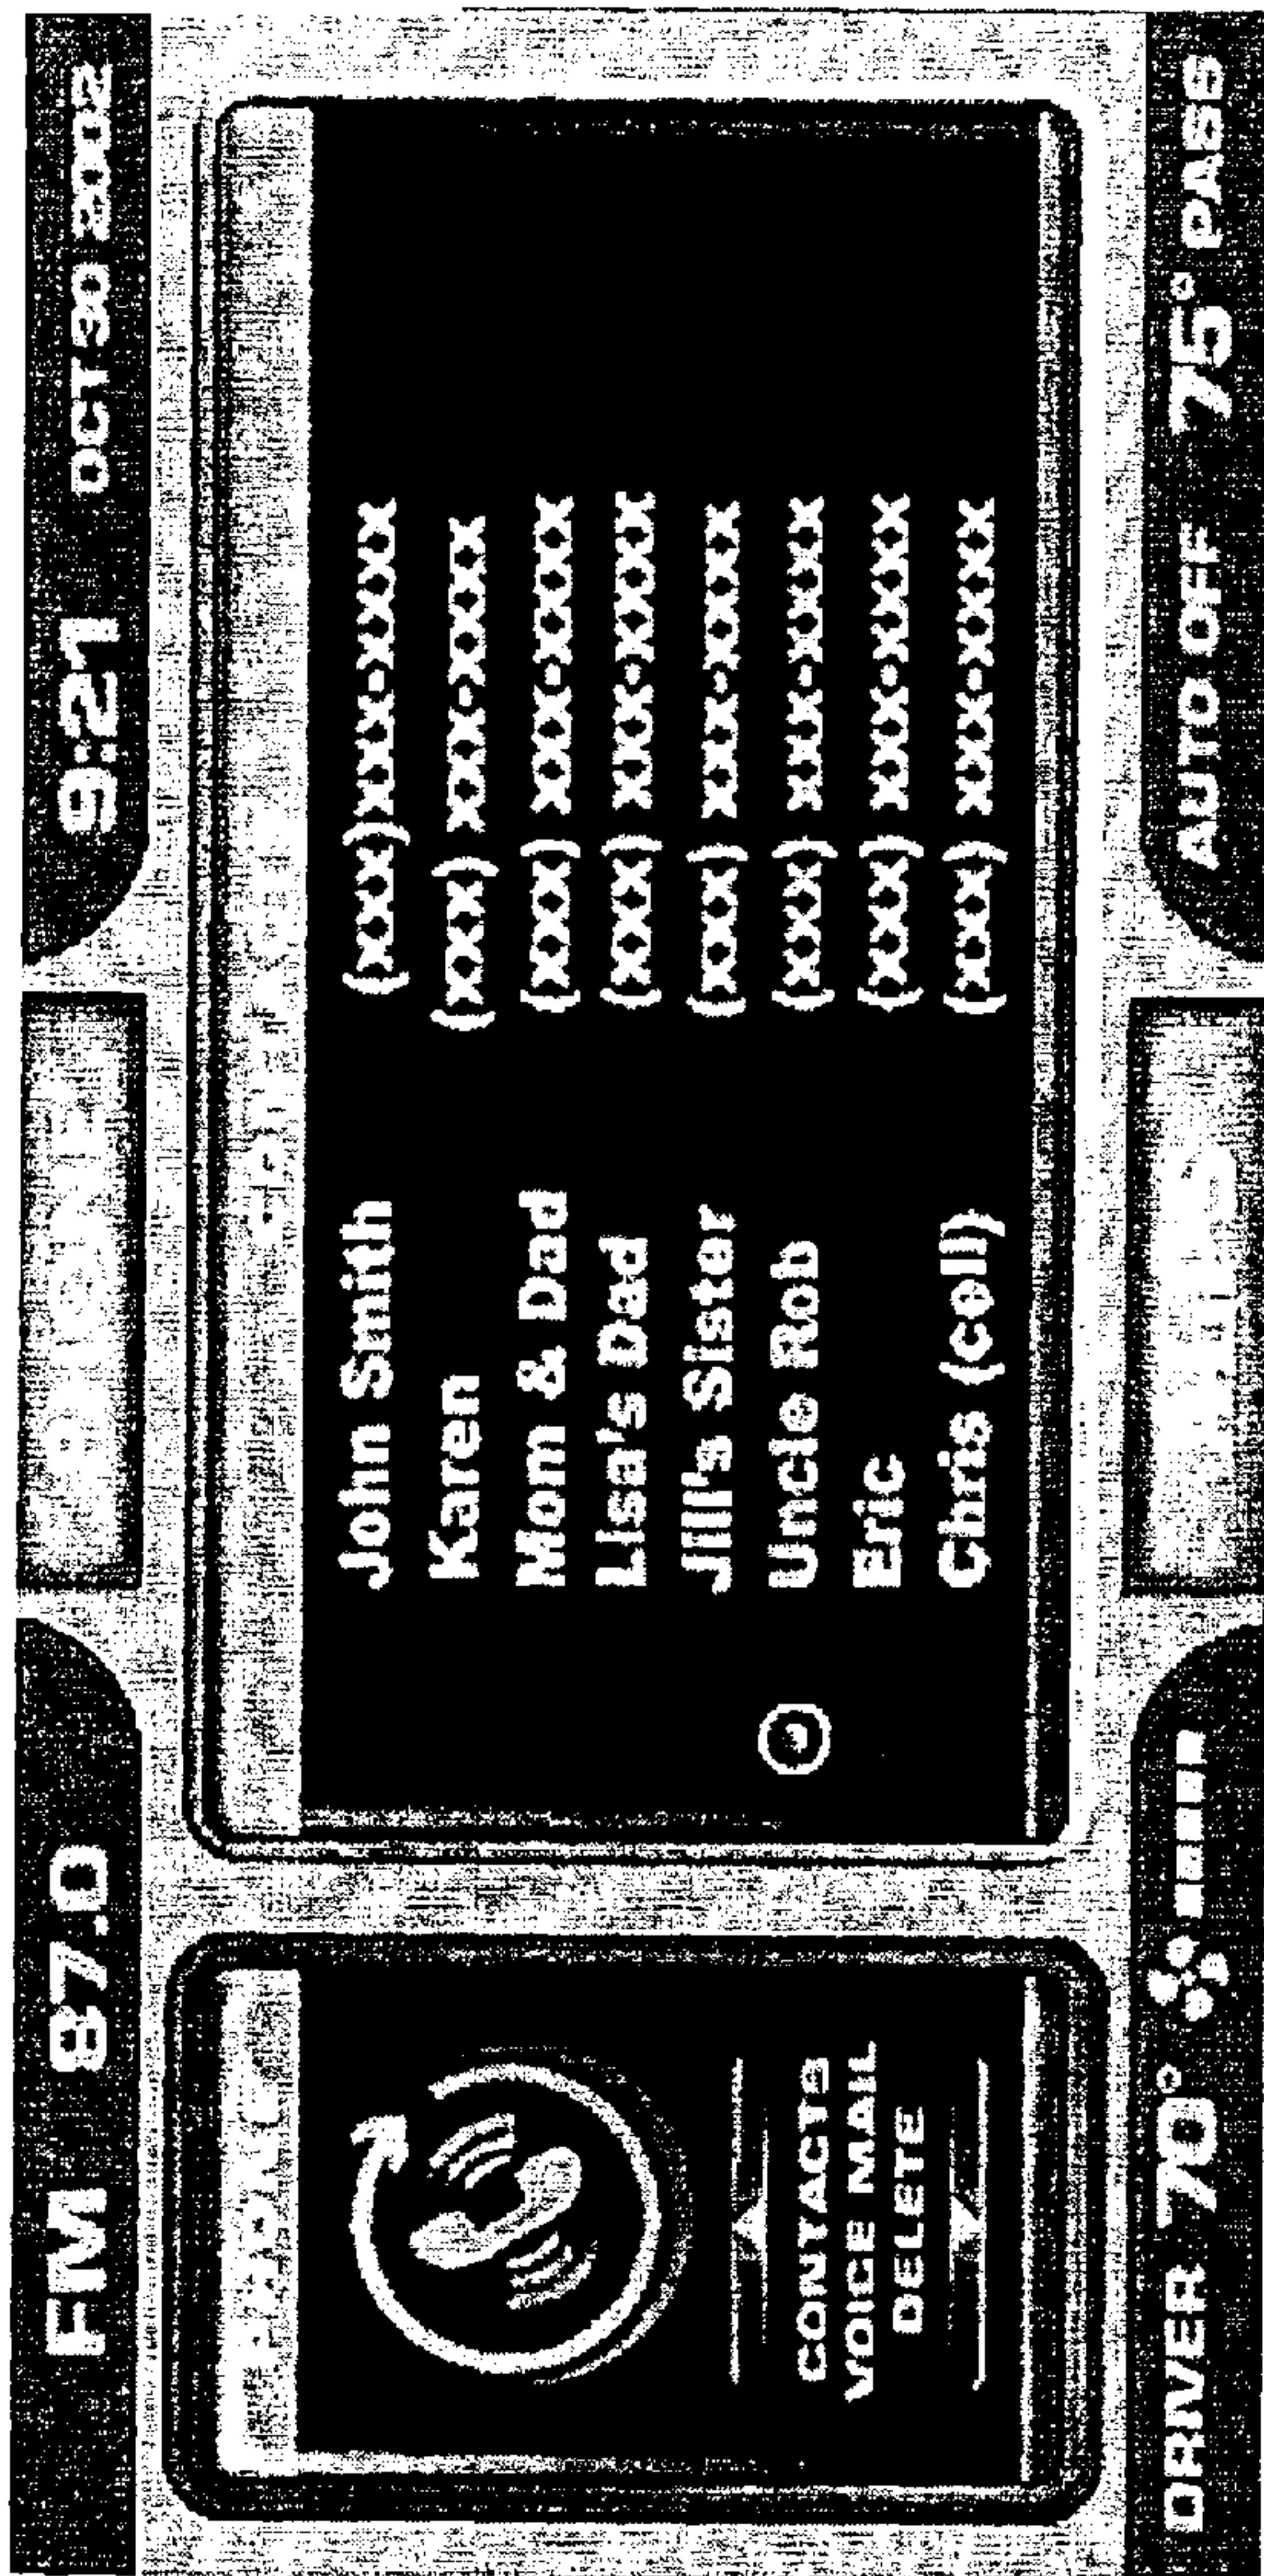 FM 87.0
9:21 OCT 30 2002
John Smith (xxx)xxx-xxxx
Karen (xxx) xxx-xxxx
Mom & Dad (xxx) xxx-xxxx
Lisa's Dad (xxx) xxx-xxxx
Jill's Sister (xxx) xxx-xxxx
Uncle Rob (xxx) xxx-xxxx
Eric (xxx) xxx-xxxx
Chris (cell) (xxx) xxx-xxxx
CONTACTS
VOICE MAIL
DELETE
DRIVER 70°
AUTO OFF 75° PASS